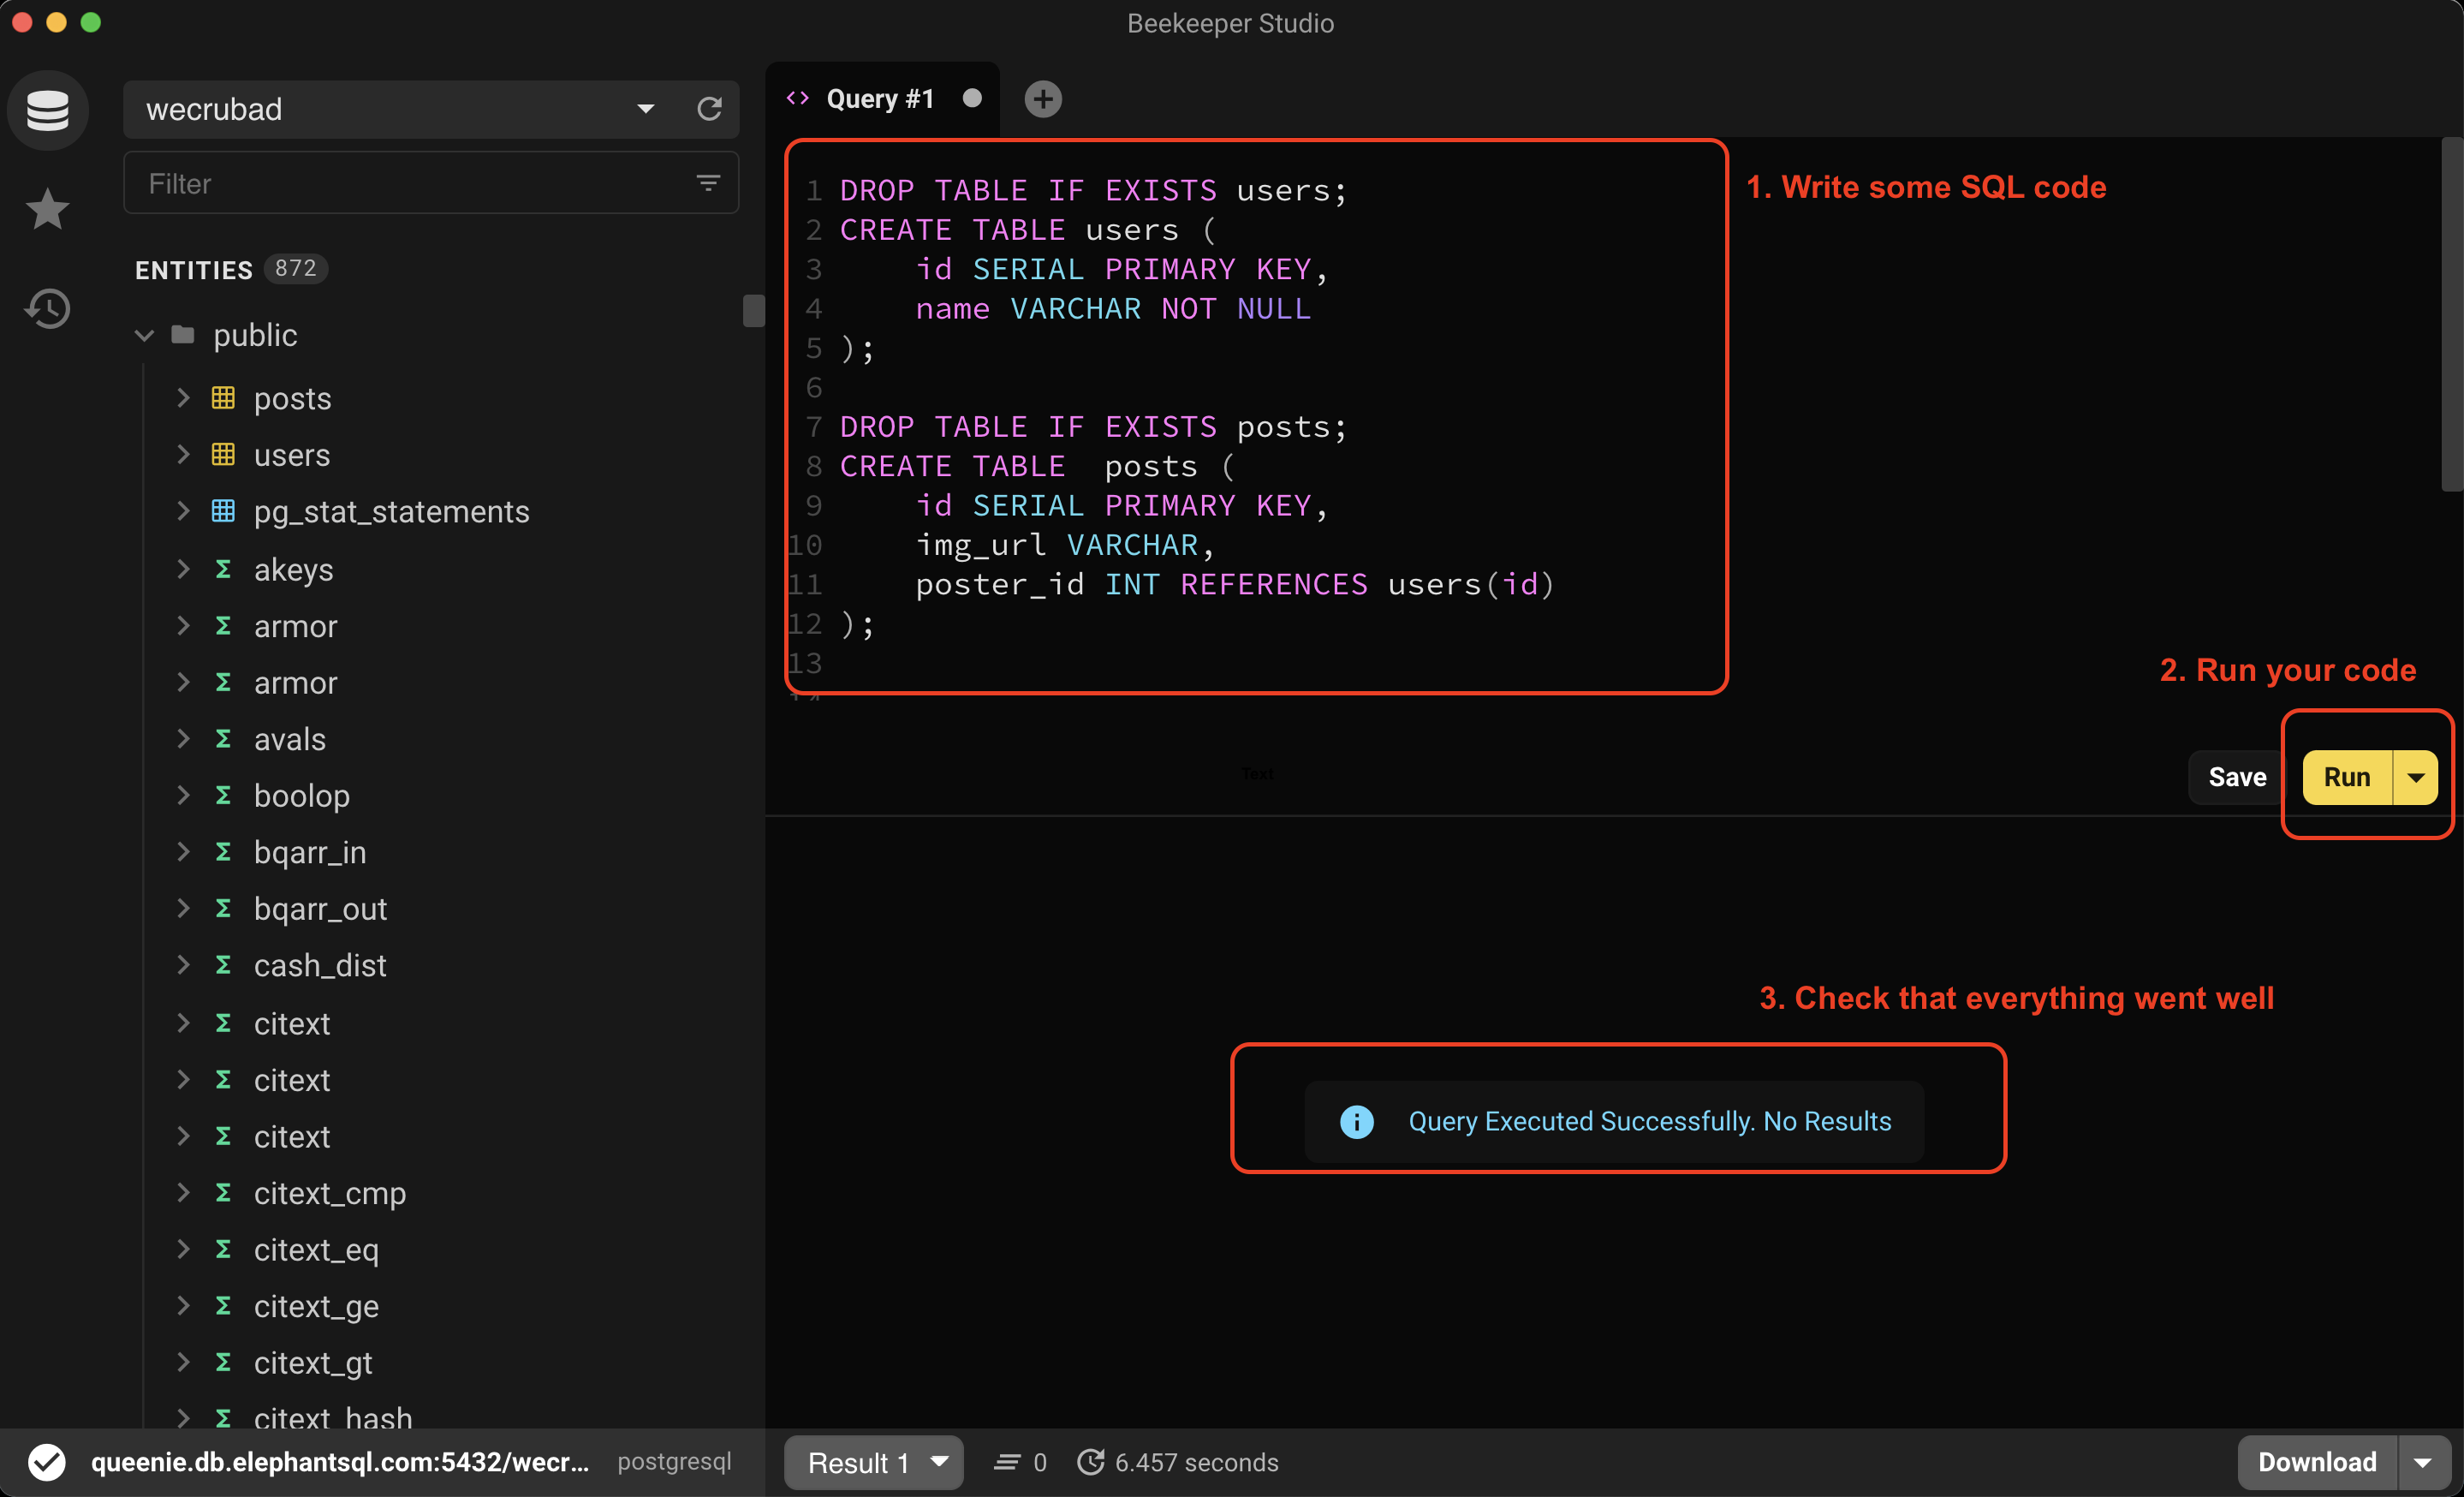 Beekeeper Studio
wecrubad
Filter
ENTITIES 872
public
posts
users
pg_stat_statements
akeys
armor
armor
avals
boolop
bqarr_in
bqarr_out
cash_dist
citext
citext
citext
citext_cmp
citext_eq
citext_ge
citext_gt
citext_hash
queenie.db.elephantsql.com:5432/wecr... postgresql
Query #1
1 DROP TABLE IF EXISTS users;
2 CREATE TABLE users (
3     id SERIAL PRIMARY KEY,
4     name VARCHAR NOT NULL
5 );
6
7 DROP TABLE IF EXISTS posts;
8 CREATE TABLE  posts (
9     id SERIAL PRIMARY KEY,
10     img_url VARCHAR,
11     poster_id INT REFERENCES users(id)
12 );
13
1. Write some SQL code
2. Run your code
Text
Save Run
3. Check that everything went well
Query Executed Successfully. No Results
Result 1 0 6.457 seconds
Download